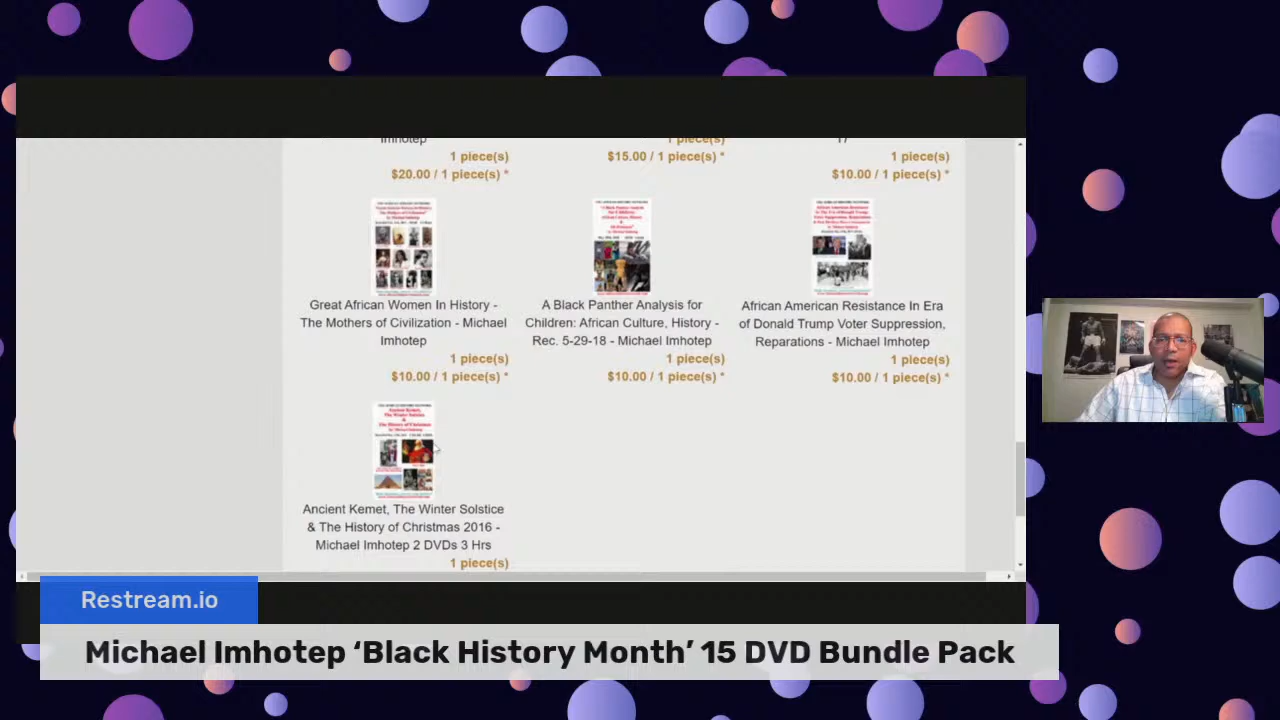 Imhotep
1 piece(s)
$20.00 / 1 piece(s) *
1 piece(s)
$15.00 / 1 piece(s) *
17
1 piece(s)
$10.00 / 1 piece(s) *
Great African Women In History -
The Mothers of Civilization - Michael
Imhotep
1 piece(s)
$10.00 / 1 piece(s) *
A Black Panther Analysis for
Children: African Culture, History -
Rec. 5-29-18 - Michael Imhotep
1 piece(s)
$10.00 / 1 piece(s) *
African American Resistance In Era
of Donald Trump Voter Suppression,
Reparations - Michael Imhotep
1 piece(s)
$10.00 / 1 piece(s) *
Ancient Kemet, The Winter Solstice
& The History of Christmas 2016 -
Michael Imhotep 2 DVDs 3 Hrs
1 piece(s)
Restream.io
Michael Imhotep ‘Black History Month’ 15 DVD Bundle Pack